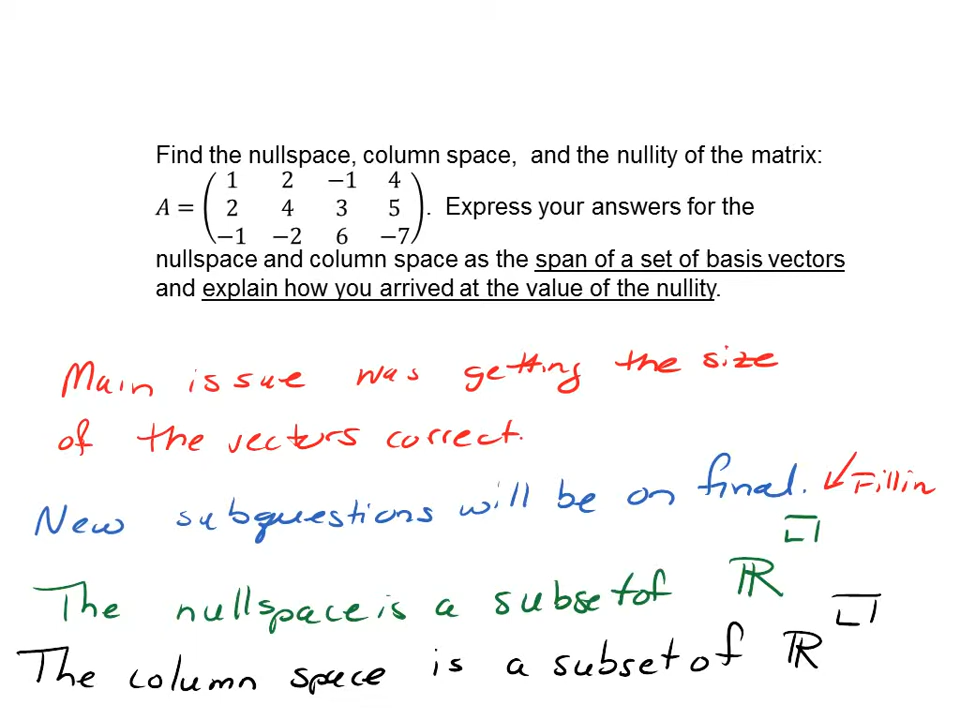 Find the nullspace, column space, and the nullity of the matrix:
1 2 −1 4
A = ( 2 4 3 5 ). Express your answers for the
−1 −2 6 −7
nullspace and column space as the span of a set of basis vectors
and explain how you arrived at the value of the nullity.
Main issue was getting the size
of the vectors correct.
New subquestions will be on final. ↙ Fill in
The nullspace is a subset of ℝ □
The column space is a subset of ℝ □